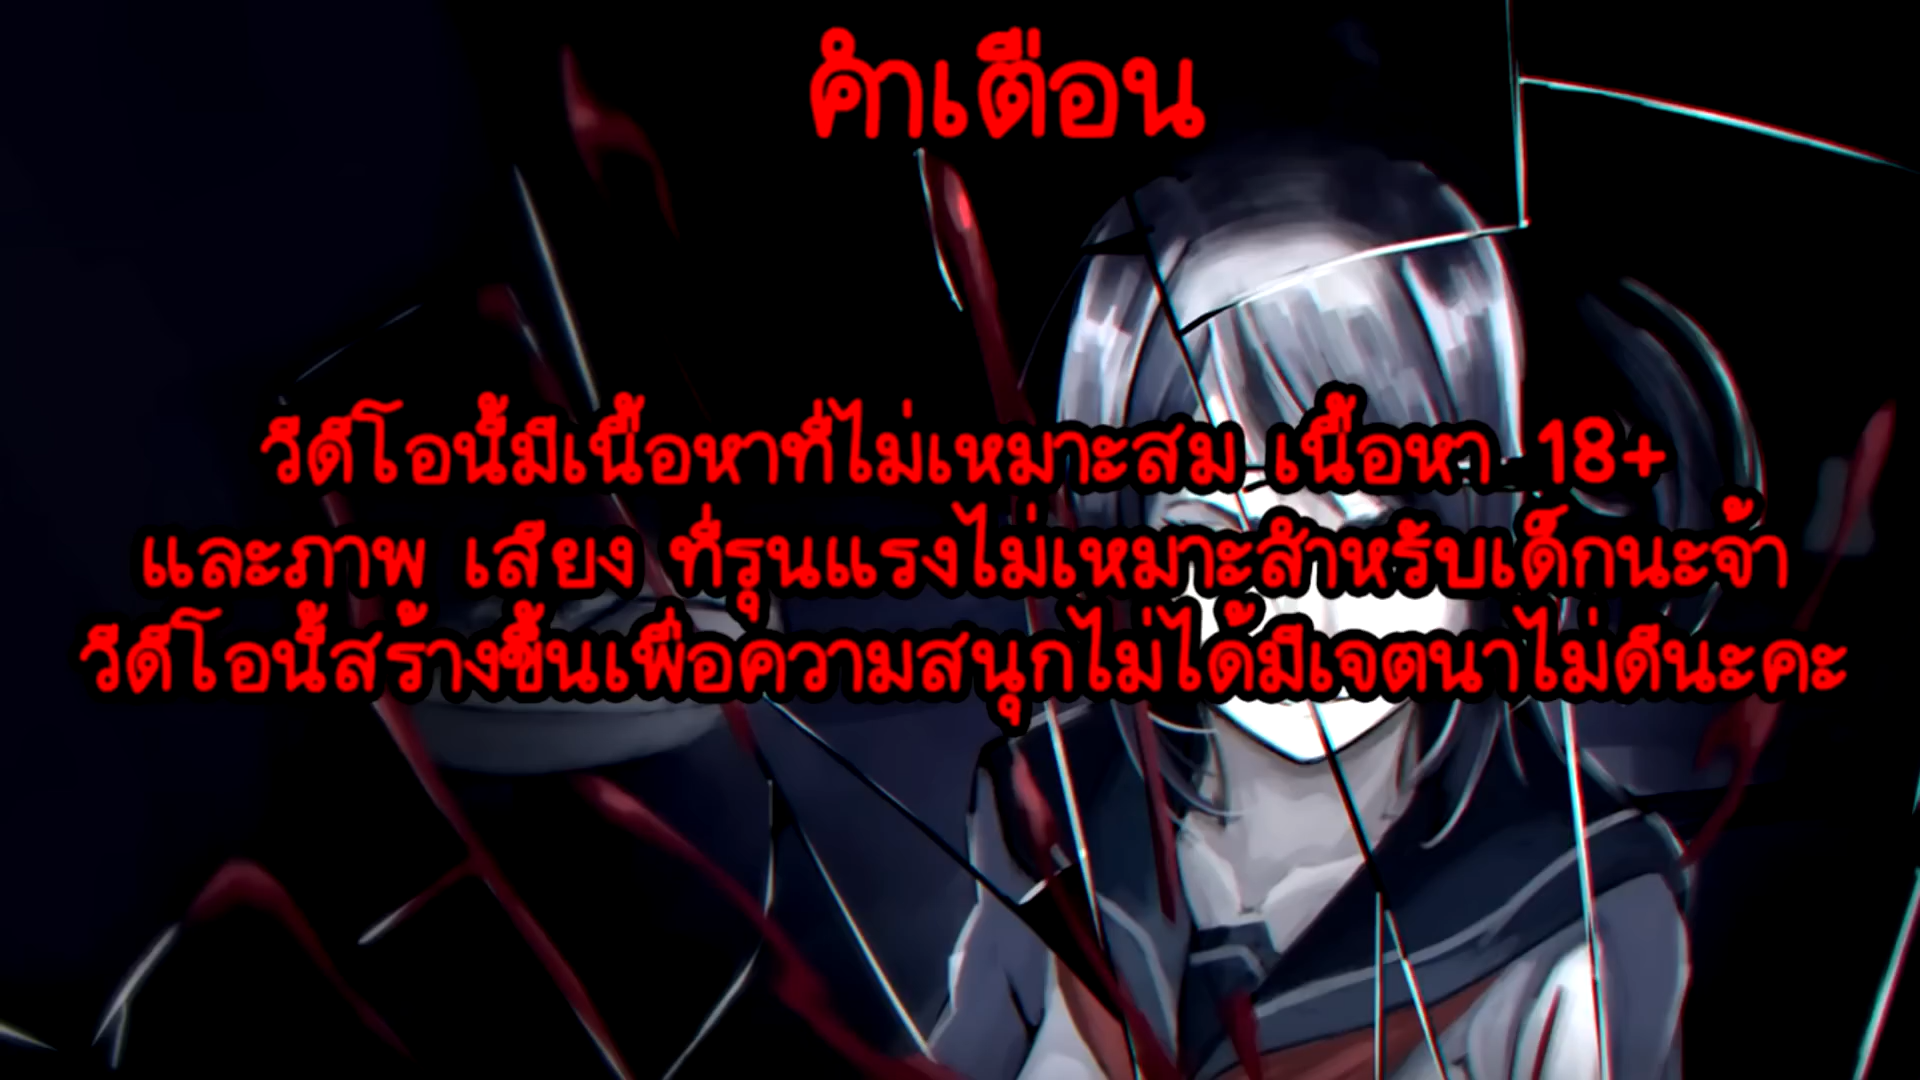 คำเตือน
วีดีโอนี้มีเนื้อหาที่ไม่เหมาะสม เนื้อหา 18+
และภาพ เสียง ที่รุนแรงไม่เหมาะสำหรับเด็กนะจ้า
วีดีโอนี้สร้างขึ้นเพื่อความสนุกไม่ได้มีเจตนาไม่ดีนะคะ